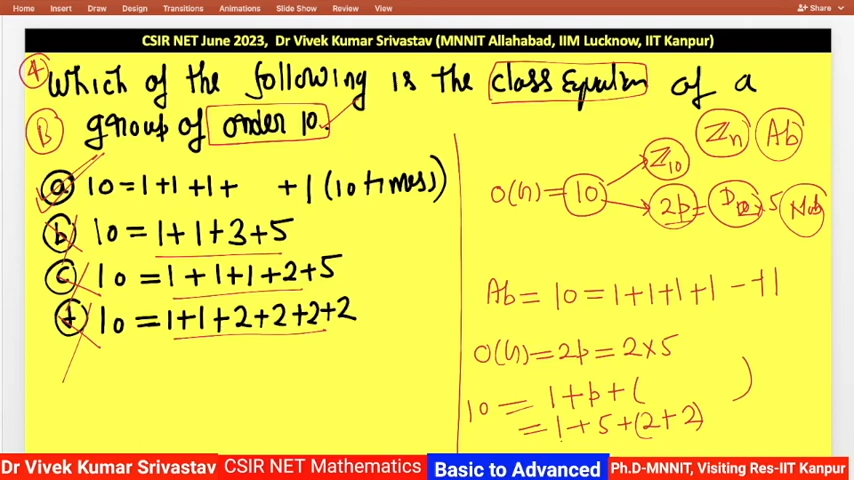 Home Insert Draw Design Transitions Animations Slide Show Review View Share
CSIR NET June 2023, Dr Vivek Kumar Srivastav (MNNIT Allahabad, IIM Lucknow, IIT Kanpur)
4 Which of the following is the class Equation of a
B group of order 10.
a 10 = 1+1+1+ +1 (10 times)
b 10 = 1+1+3+5
c 10 = 1+1+1+2+5
d 10 = 1+1+2+2+2+2
Zn Ab
Z10
O(G) = 10
2p = 2×5 Nab
Ab = 10 = 1+1+1+1 - +1
O(G) = 2p = 2×5
10 = 1+p+( )
= 1+5+(2+2)
Dr Vivek Kumar Srivastav CSIR NET Mathematics Basic to Advanced Ph.D-MNNIT, Visiting Res-IIT Kanpur